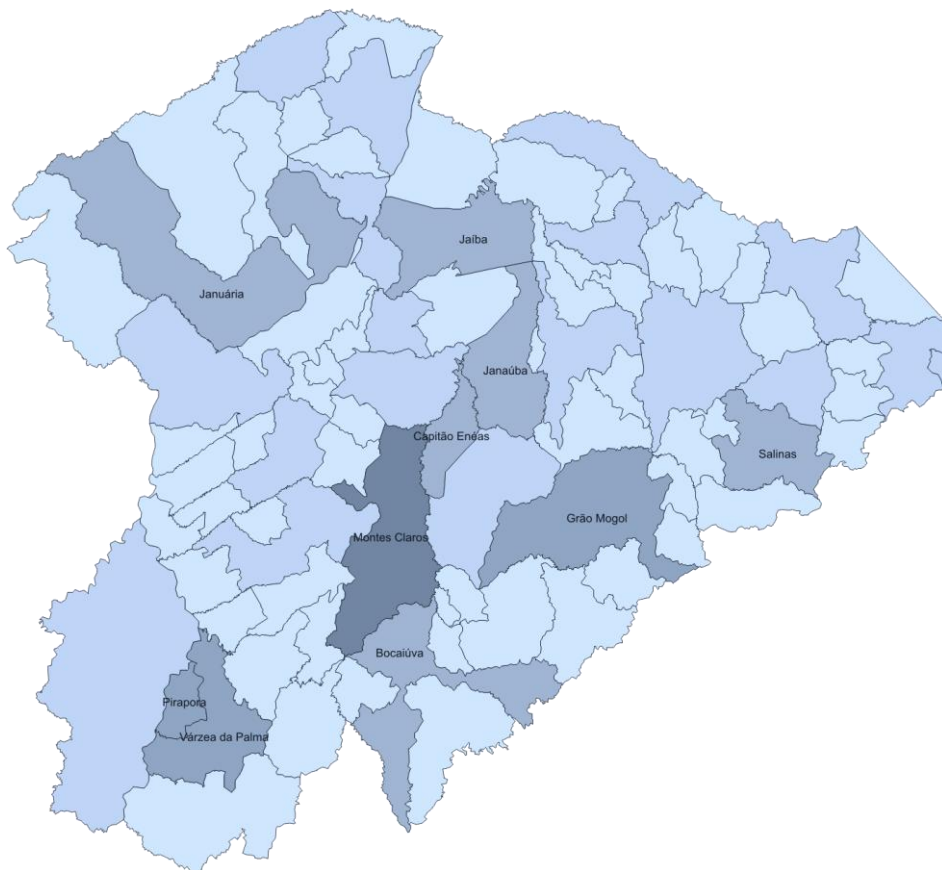 Jaíba
Januária
Janaúba
Capitão Enéas
Salinas
Grão Mogol
Montes Claros
Bocaiúva
Pirapora
Várzea da Palma